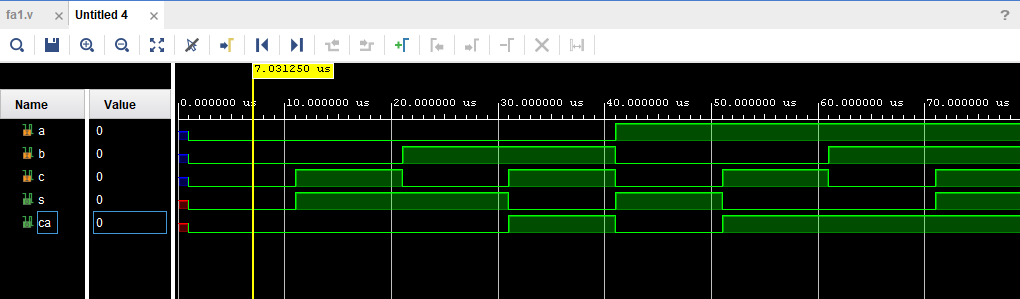 fa1.v × Untitled 4 × ?
7.031250 us
Name Value 0.000000 us 10.000000 us 20.000000 us 30.000000 us 40.000000 us 50.000000 us 60.000000 us 70.000000 us
a 0
b 0
c 0
s 0
ca 0